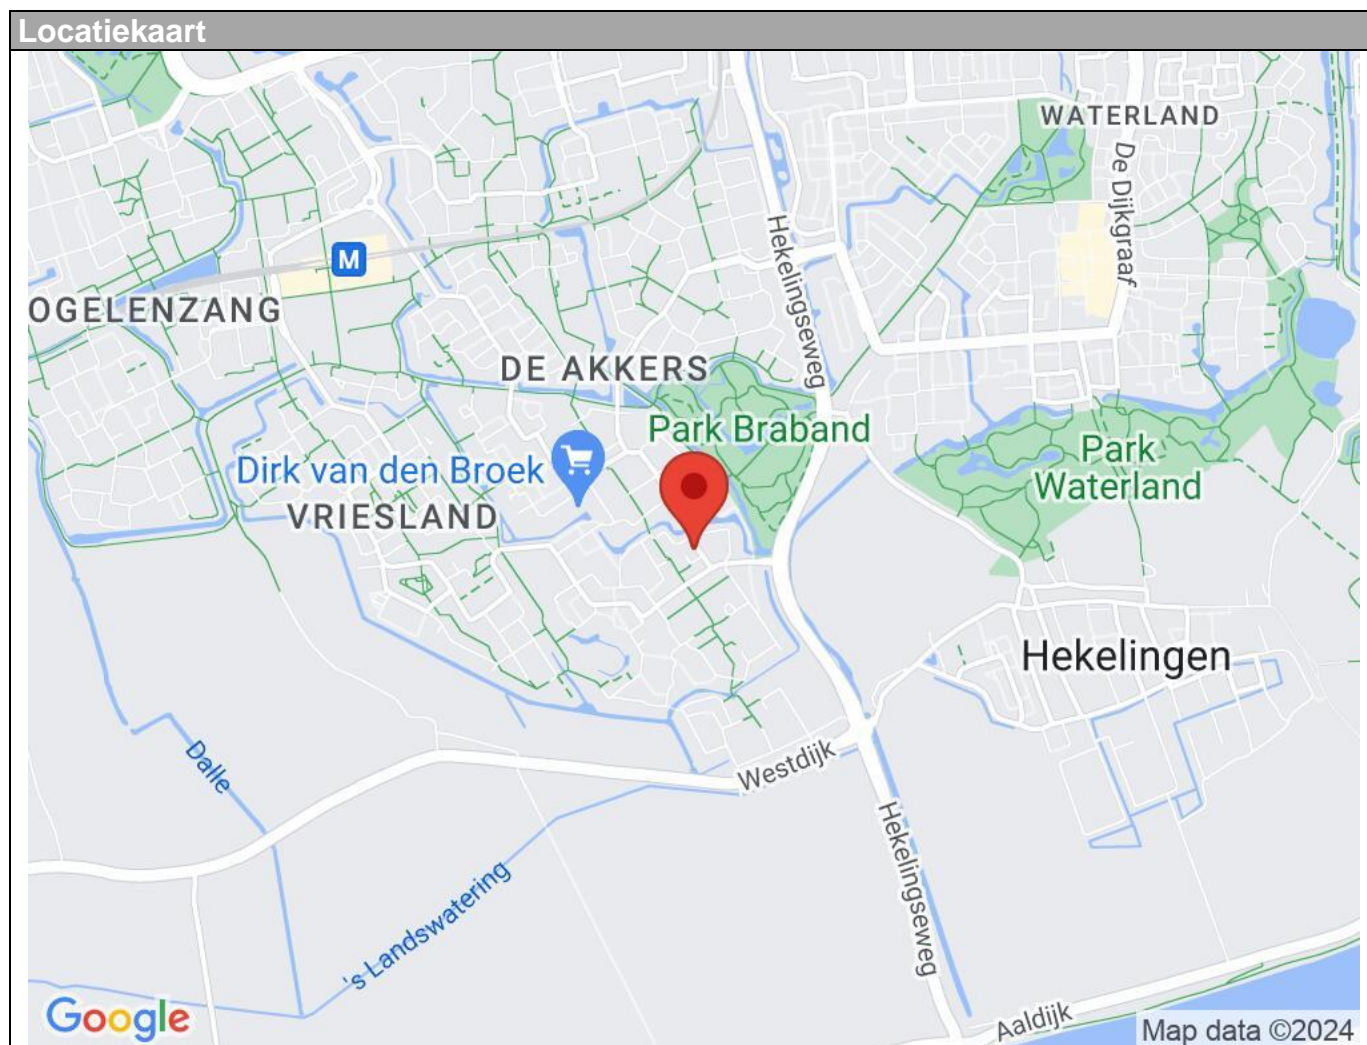 Locatiekaart
WATERLAND
De Dijkgraaf
Hekelingseweg
M
OGELENZANG
DE AKKERS
Park Braband
Park
Waterland
Dirk van den Broek
VRIESLAND
Hekelingen
Dalle
Westdijk
Hekelingseweg
's Landswatering
Google
Aaldijk
Map data ©2024